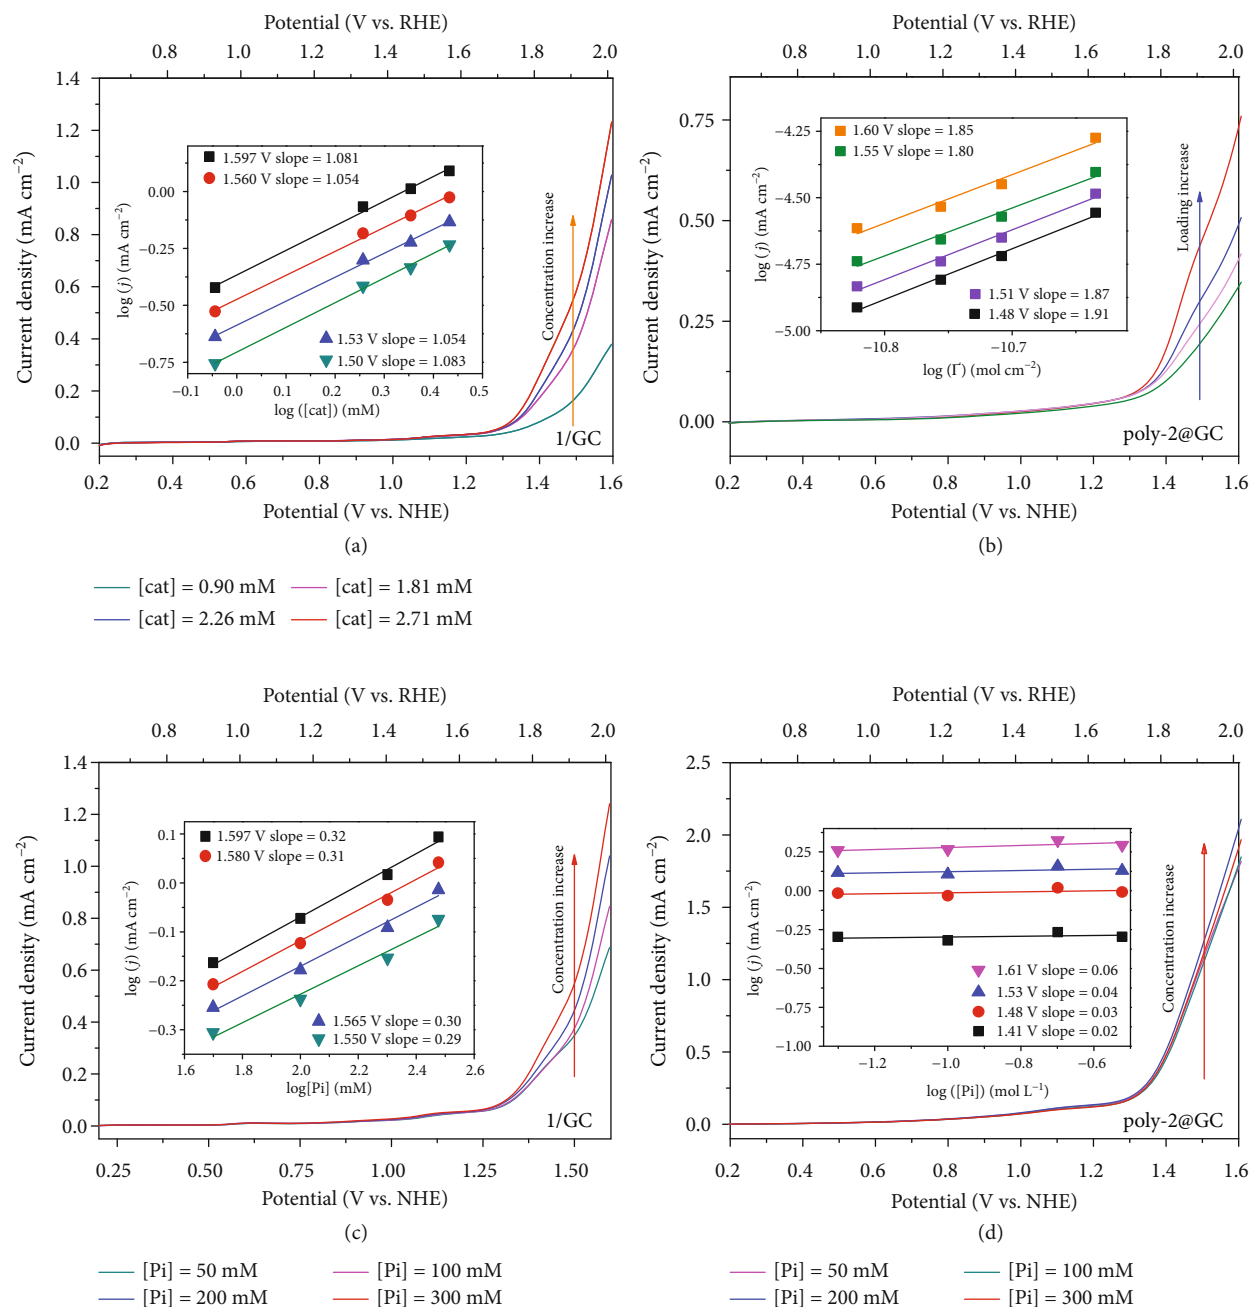 Potential (V vs. RHE)
0.8 1.0 1.2 1.4 1.6 1.8 2.0
Current density (mA cm−2)
1.4
1.2
1.0
0.8
0.6
0.4
0.2
0.0
log (j) (mA cm−2)
0.00
−0.25
−0.50
−0.75
1.597 V slope = 1.081
1.560 V slope = 1.054
1.53 V slope = 1.054
1.50 V slope = 1.083
−0.1 0.0 0.1 0.2 0.3 0.4 0.5
log ([cat]) (mM)
Concentration increase
1/GC
0.2 0.4 0.6 0.8 1.0 1.2 1.4 1.6
Potential (V vs. NHE)
(a)
[cat] = 0.90 mM [cat] = 1.81 mM
[cat] = 2.26 mM [cat] = 2.71 mM
Potential (V vs. RHE)
0.8 1.0 1.2 1.4 1.6 1.8 2.0
Current density (mA cm−2)
0.75
0.50
0.25
0.00
log (j) (mA cm−2)
−4.25
−4.50
−4.75
−5.00
1.60 V slope = 1.85
1.55 V slope = 1.80
1.51 V slope = 1.87
1.48 V slope = 1.91
−10.8 −10.7
log (Γ) (mol cm−2)
Loading increase
poly-2@GC
0.2 0.4 0.6 0.8 1.0 1.2 1.4 1.6
Potential (V vs. NHE)
(b)
Potential (V vs. RHE)
0.8 1.0 1.2 1.4 1.6 1.8 2.0
Current density (mA cm−2)
1.4
1.2
1.0
0.8
0.6
0.4
0.2
0.0
log (j) (mA cm−2)
0.1
0.0
−0.1
−0.2
−0.3
1.597 V slope = 0.32
1.580 V slope = 0.31
1.565 V slope = 0.30
1.550 V slope = 0.29
1.6 1.8 2.0 2.2 2.4 2.6
log[Pi] (mM)
Concentration increase
1/GC
0.25 0.50 0.75 1.00 1.25 1.50
Potential (V vs. NHE)
(c)
[Pi] = 50 mM [Pi] = 100 mM
[Pi] = 200 mM [Pi] = 300 mM
Potential (V vs. RHE)
0.8 1.0 1.2 1.4 1.6 1.8 2.0
Current density (mA cm−2)
2.5
2.0
1.5
1.0
0.5
0.0
log (j) (mA cm−2)
0.25
0.00
−0.25
−0.50
−0.75
−1.00
1.61 V slope = 0.06
1.53 V slope = 0.04
1.48 V slope = 0.03
1.41 V slope = 0.02
−1.2 −1.0 −0.8 −0.6
log ([Pi]) (mol L−1)
Concentration increase
poly-2@GC
0.2 0.4 0.6 0.8 1.0 1.2 1.4 1.6
Potential (V vs. NHE)
(d)
[Pi] = 50 mM [Pi] = 100 mM
[Pi] = 200 mM [Pi] = 300 mM